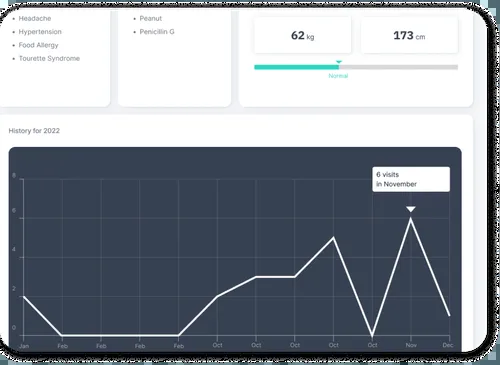 Headache
Hypertension
Food Allergy
Tourette Syndrome
Peanut
Penicillin G
62 kg
173 cm
Normal
History for 2022
6 visits
in November
8
6
4
2
0
Jan Feb Feb Feb Feb Oct Oct Oct Oct Oct Nov Dec